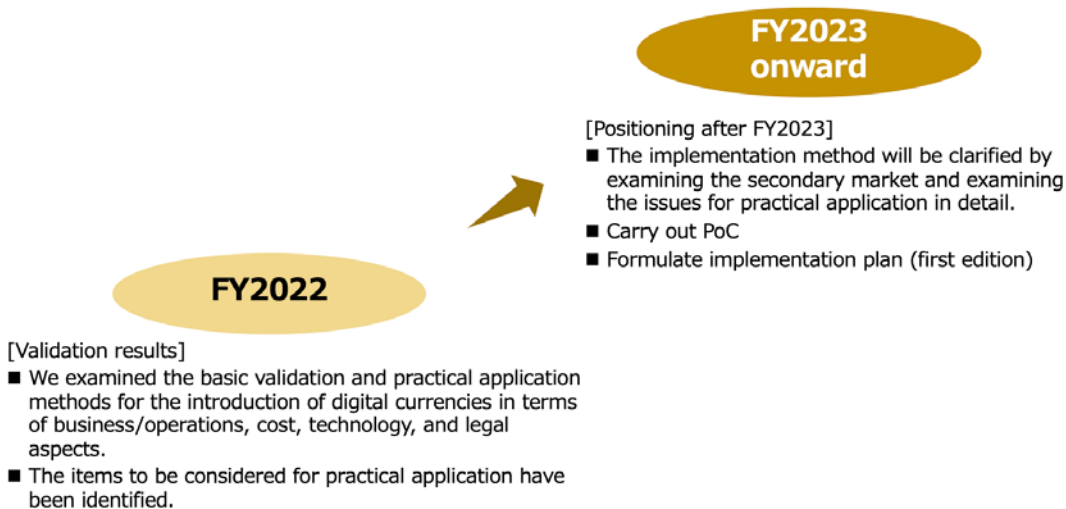 FY2023
onward
[Positioning after FY2023]
■ The implementation method will be clarified by
examining the secondary market and examining
the issues for practical application in detail.
■ Carry out PoC
■ Formulate implementation plan (first edition)
FY2022
[Validation results]
■ We examined the basic validation and practical application
methods for the introduction of digital currencies in terms
of business/operations, cost, technology, and legal
aspects.
■ The items to be considered for practical application have
been identified.